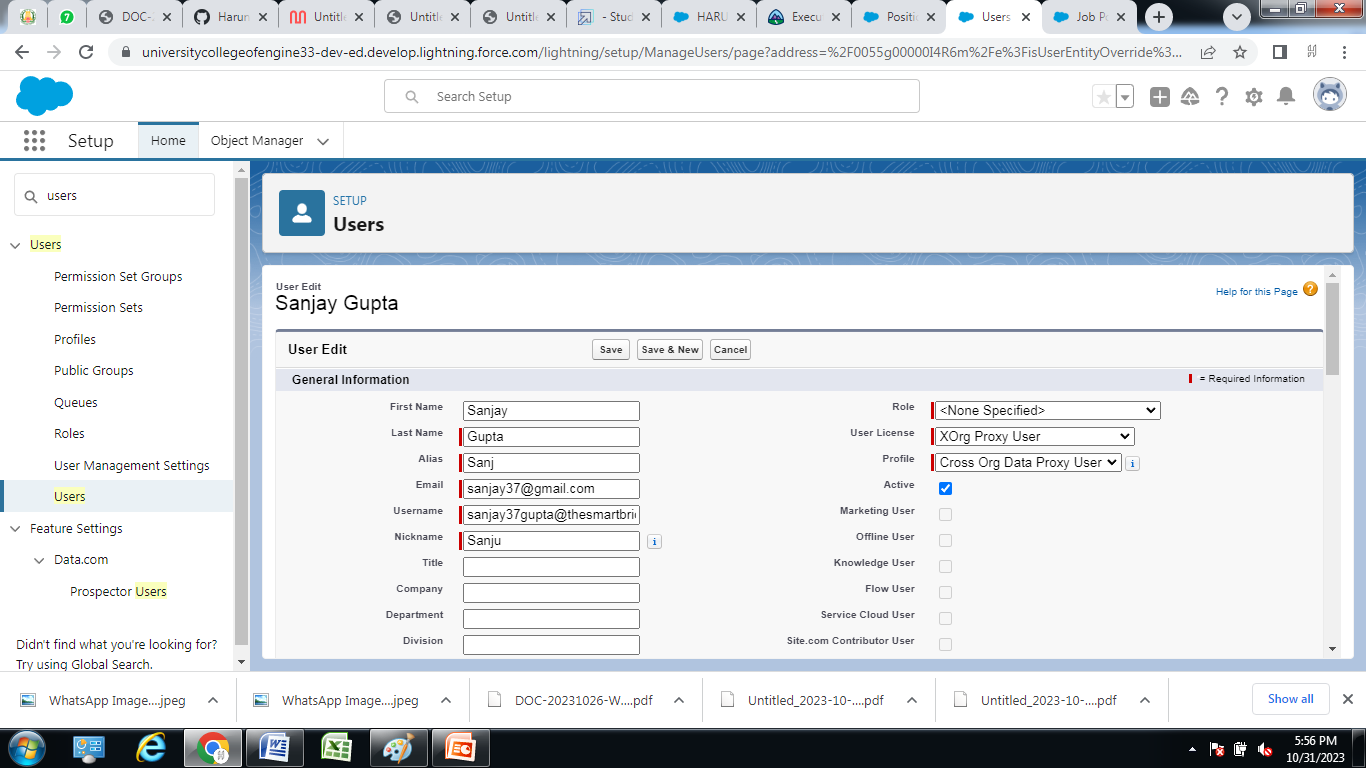 DOC-
Harun
Untitle
Untitle
Untitle
- Stud
HARU
Execu
Positi
Users
Job Po
universitycollegeofengine33-dev-ed.develop.lightning.force.com/lightning/setup/ManageUsers/page?address=%2F0055g00000I4R6m%2Fe%3FisUserEntityOverride%3...
Search Setup
Setup
Home
Object Manager
users
Users
Permission Set Groups
Permission Sets
Profiles
Public Groups
Queues
Roles
User Management Settings
Users
Feature Settings
Data.com
Prospector Users
Didn't find what you're looking for?
Try using Global Search.
SETUP
Users
User Edit
Sanjay Gupta
Help for this Page
User Edit
Save
Save & New
Cancel
General Information
= Required Information
First Name Sanjay
Last Name Gupta
Alias Sanj
Email sanjay37@gmail.com
Username sanjay37gupta@thesmartbri
Nickname Sanju
Title
Company
Department
Division
Role <None Specified>
User License XOrg Proxy User
Profile Cross Org Data Proxy User
Active
Marketing User
Offline User
Knowledge User
Flow User
Service Cloud User
Site.com Contributor User
WhatsApp Image....jpeg
WhatsApp Image....jpeg
DOC-20231026-W....pdf
Untitled_2023-10-....pdf
Untitled_2023-10-....pdf
Show all
5:56 PM
10/31/2023